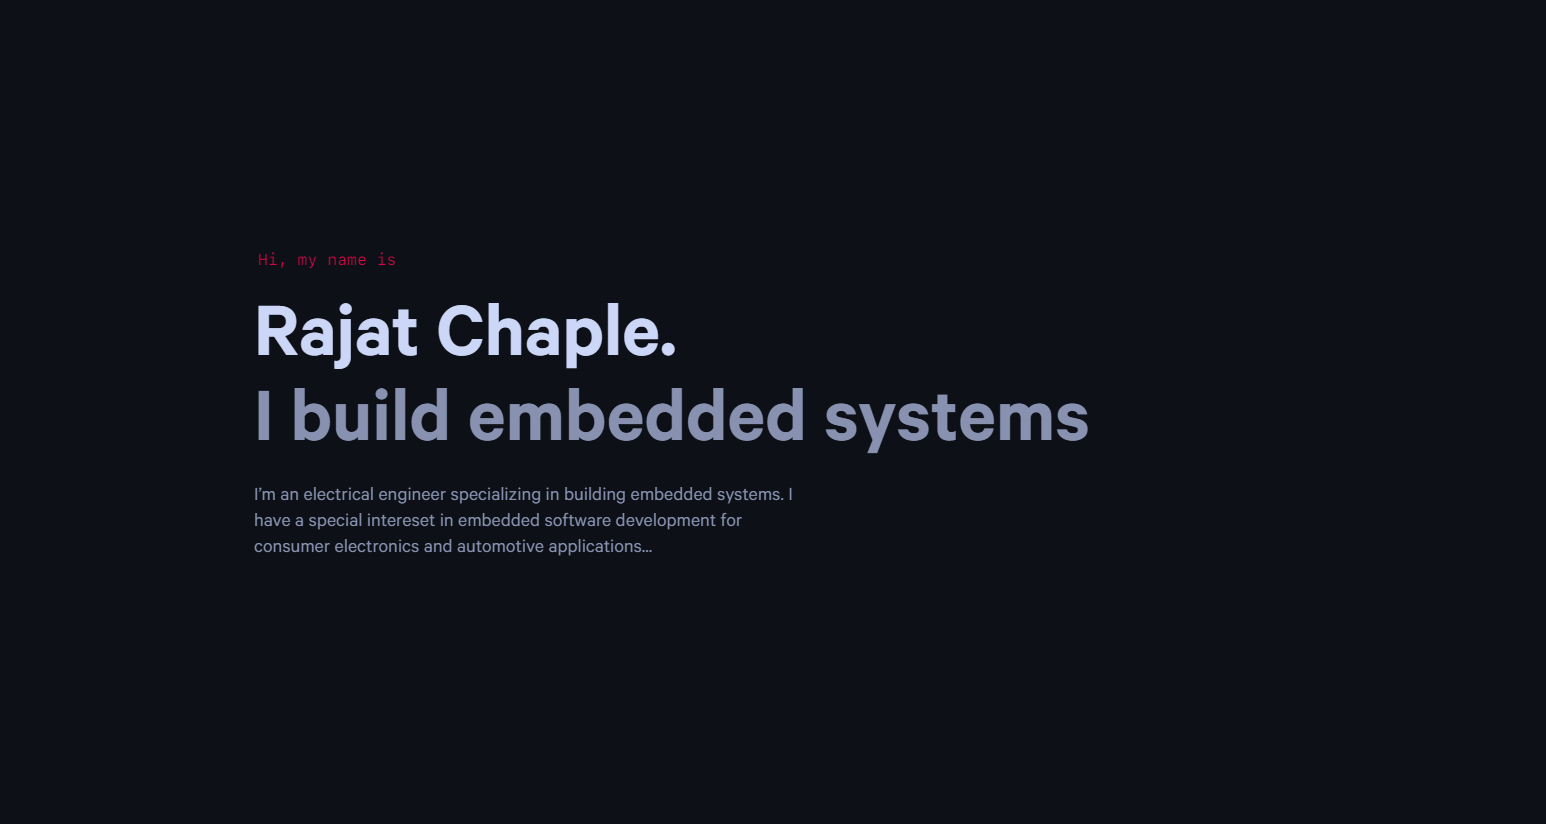 Hi, my name is
Rajat Chaple.
I build embedded systems
I'm an electrical engineer specializing in building embedded systems. I
have a special intereset in embedded software development for
consumer electronics and automotive applications...